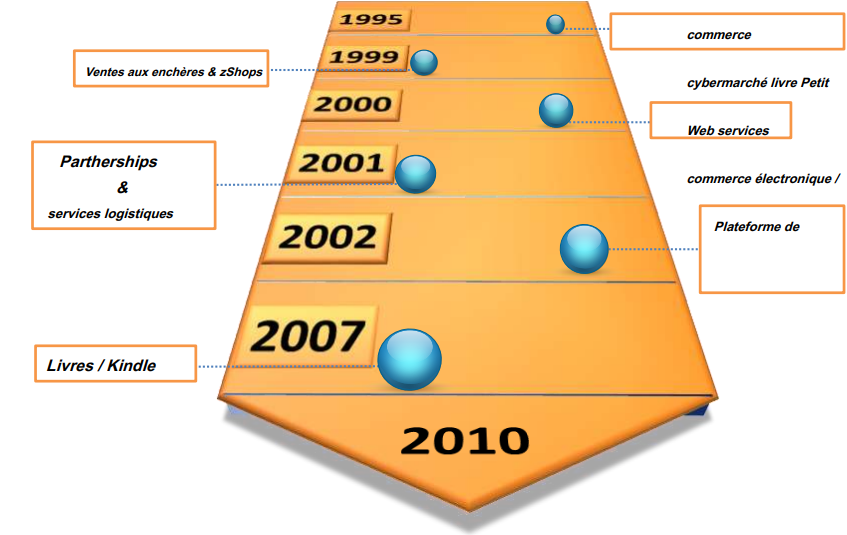 1995
commerce
1999
Ventes aux enchères & zShops
cybermarché livre Petit
2000
Web services
Partherships
&
services logistiques
2001
commerce électronique /
2002
Plateforme de
2007
Livres / Kindle
2010